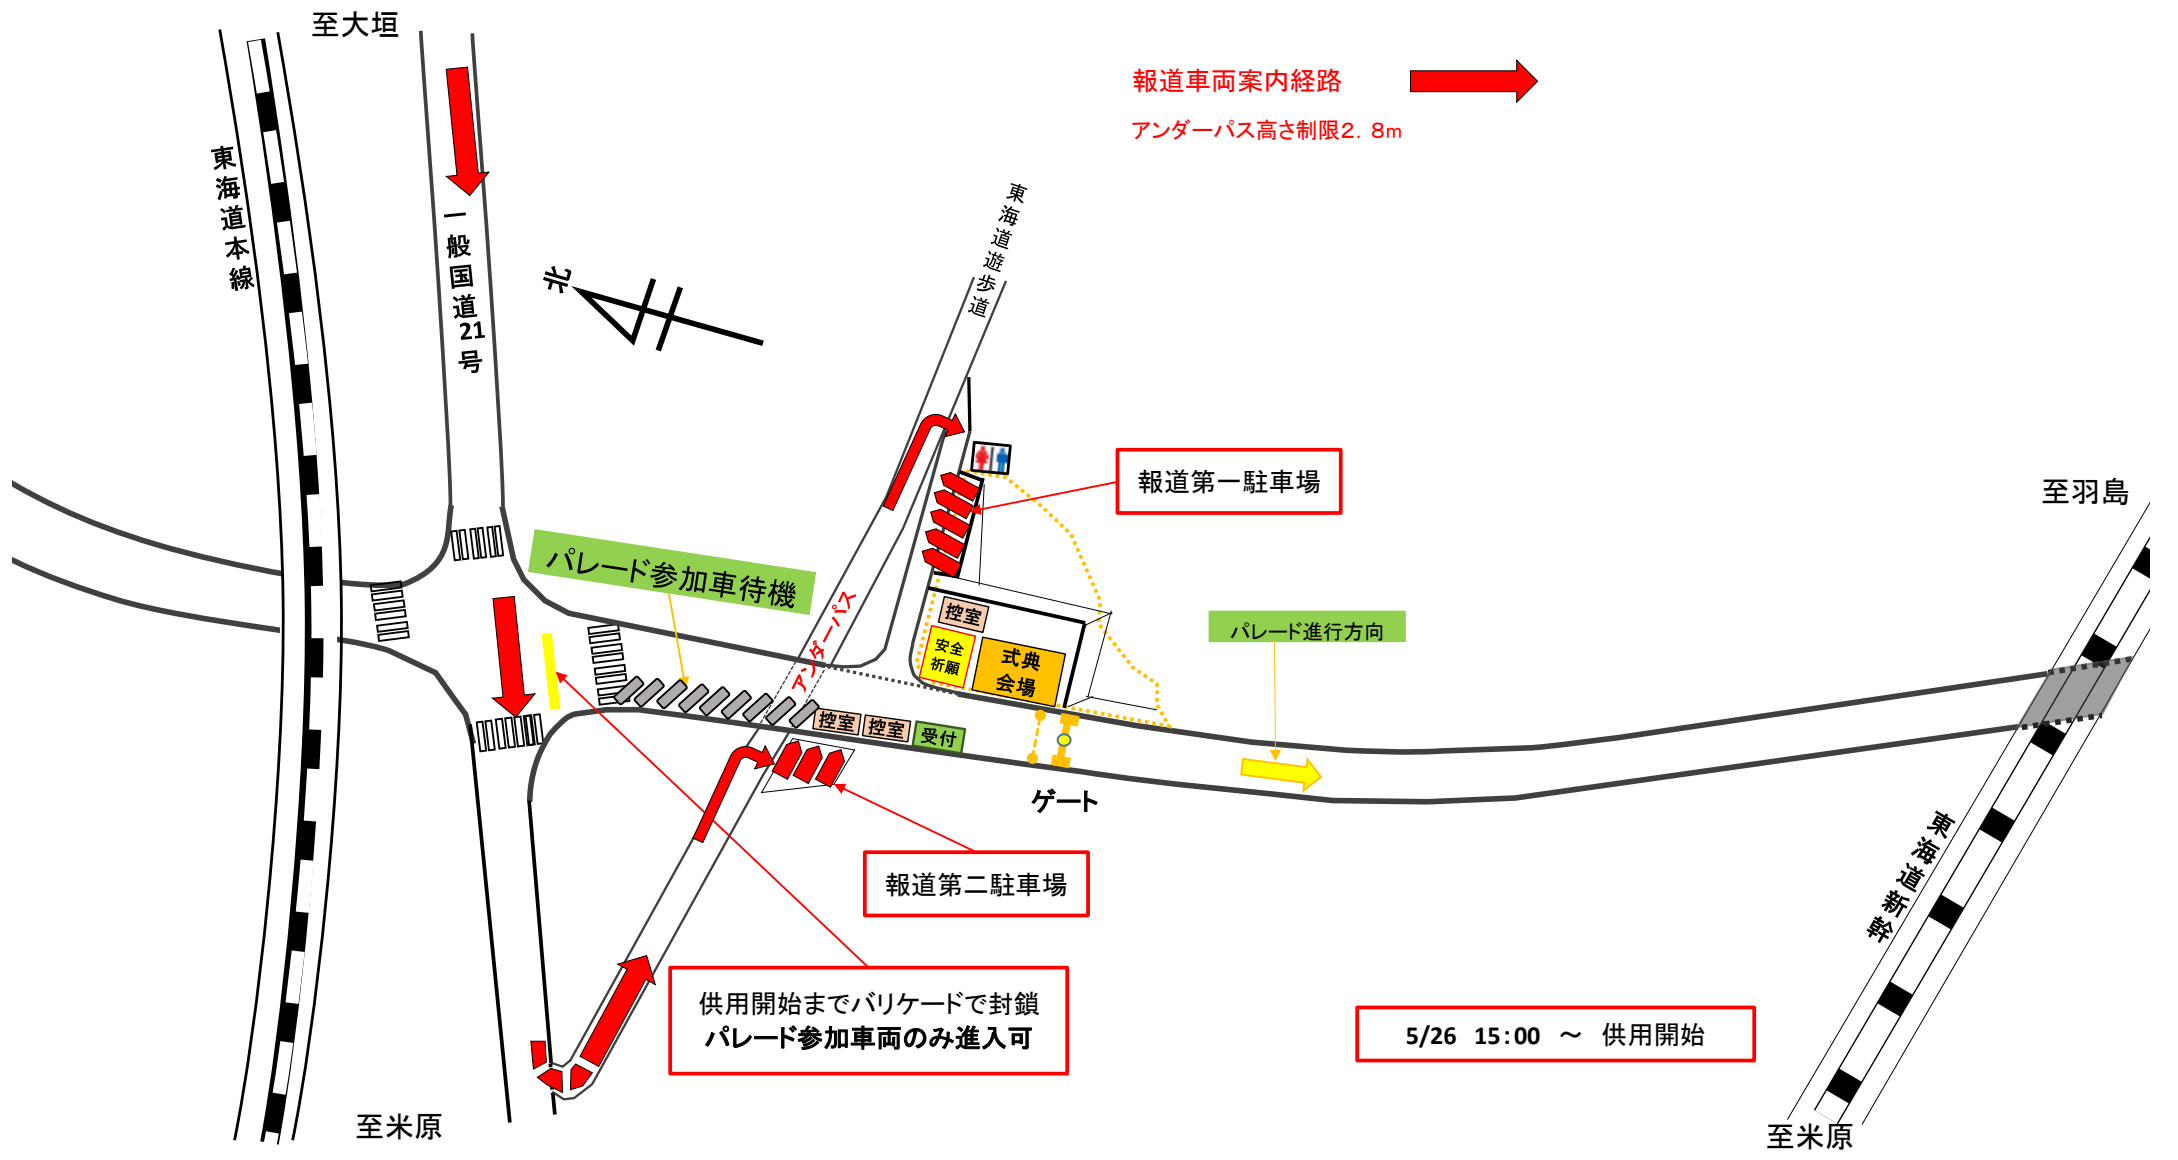 至大垣
報道車両案内経路
アンダーパス高さ制限2.8m
東海道本線
一般国道21号
北
東海道遊歩道
報道第一駐車場
至羽島
パレード参加車待機
アンダーパス
控室
安全
祈願
式典
会場
パレード進行方向
控室
控室
受付
ゲート
報道第二駐車場
東海道新幹
供用開始までバリケードで封鎖
パレード参加車両のみ進入可
5/26 15:00 ～ 供用開始
至米原
至米原